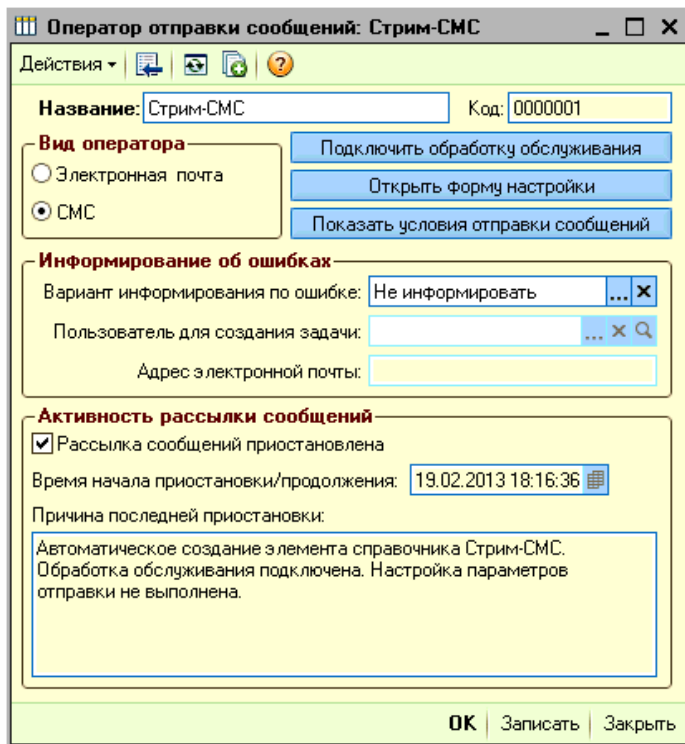 Оператор отправки сообщений: Стрим-СМС
Действия
Название: Стрим-СМС Код: 0000001
Вид оператора
Электронная почта
СМС
Подключить обработку обслуживания
Открыть форму настройки
Показать условия отправки сообщений
Информирование об ошибках
Вариант информирования по ошибке: Не информировать ...
Пользователь для создания задачи: ...
Адрес электронной почты:
Активность рассылки сообщений
Рассылка сообщений приостановлена
Время начала приостановки/продолжения: 19.02.2013 18:16:36
Причина последней приостановки:
Автоматическое создание элемента справочника Стрим-СМС.
Обработка обслуживания подключена. Настройка параметров
отправки не выполнена.
OK Записать Закрыть